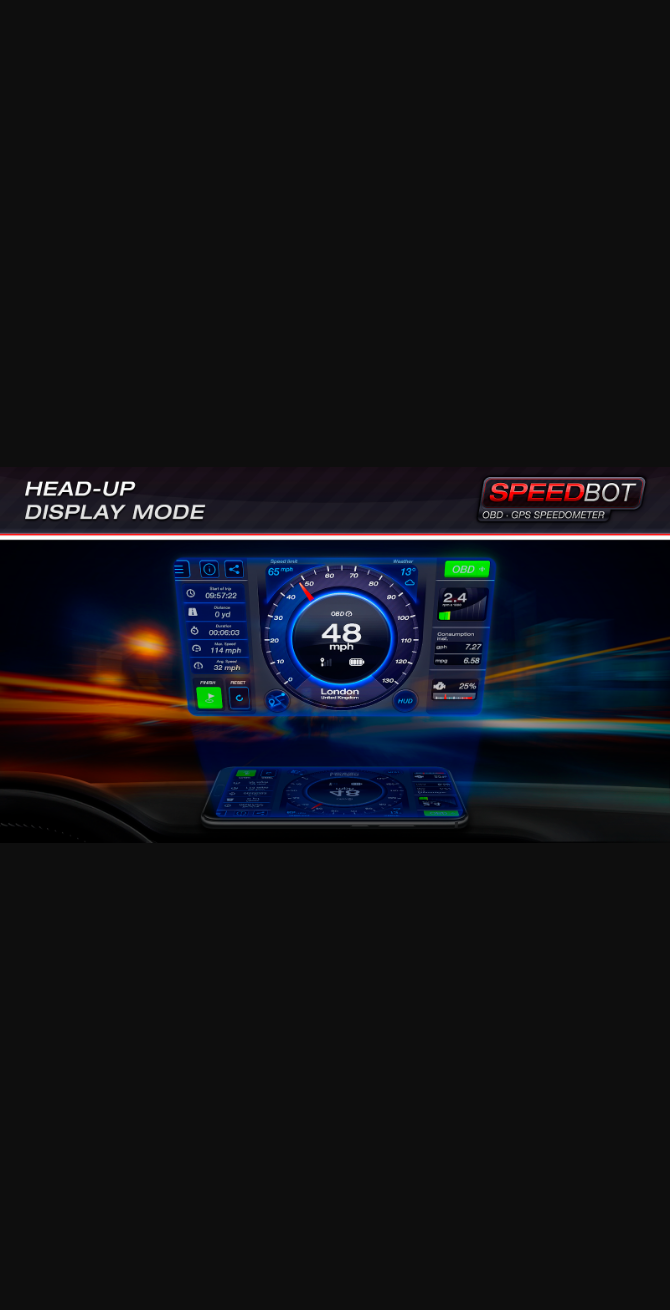 HEAD-UP
DISPLAY MODE
SPEEDBOT
OBD · GPS SPEEDOMETER
Speed limit
65 mph
Weather
13°
OBD +
Start of trip
09:57:22
Distance
0 yd
Duration
00:06:03
Max. Speed
114 mph
Avg. Speed
32 mph
FINISH
RESET
0
10
20
30
40
50
60
70
80
90
100
110
120
130
OBD
48
mph
London
United Kingdom
HUD
2.4
Consumption
inst.
gph 7.27
mpg 6.58
25%
48